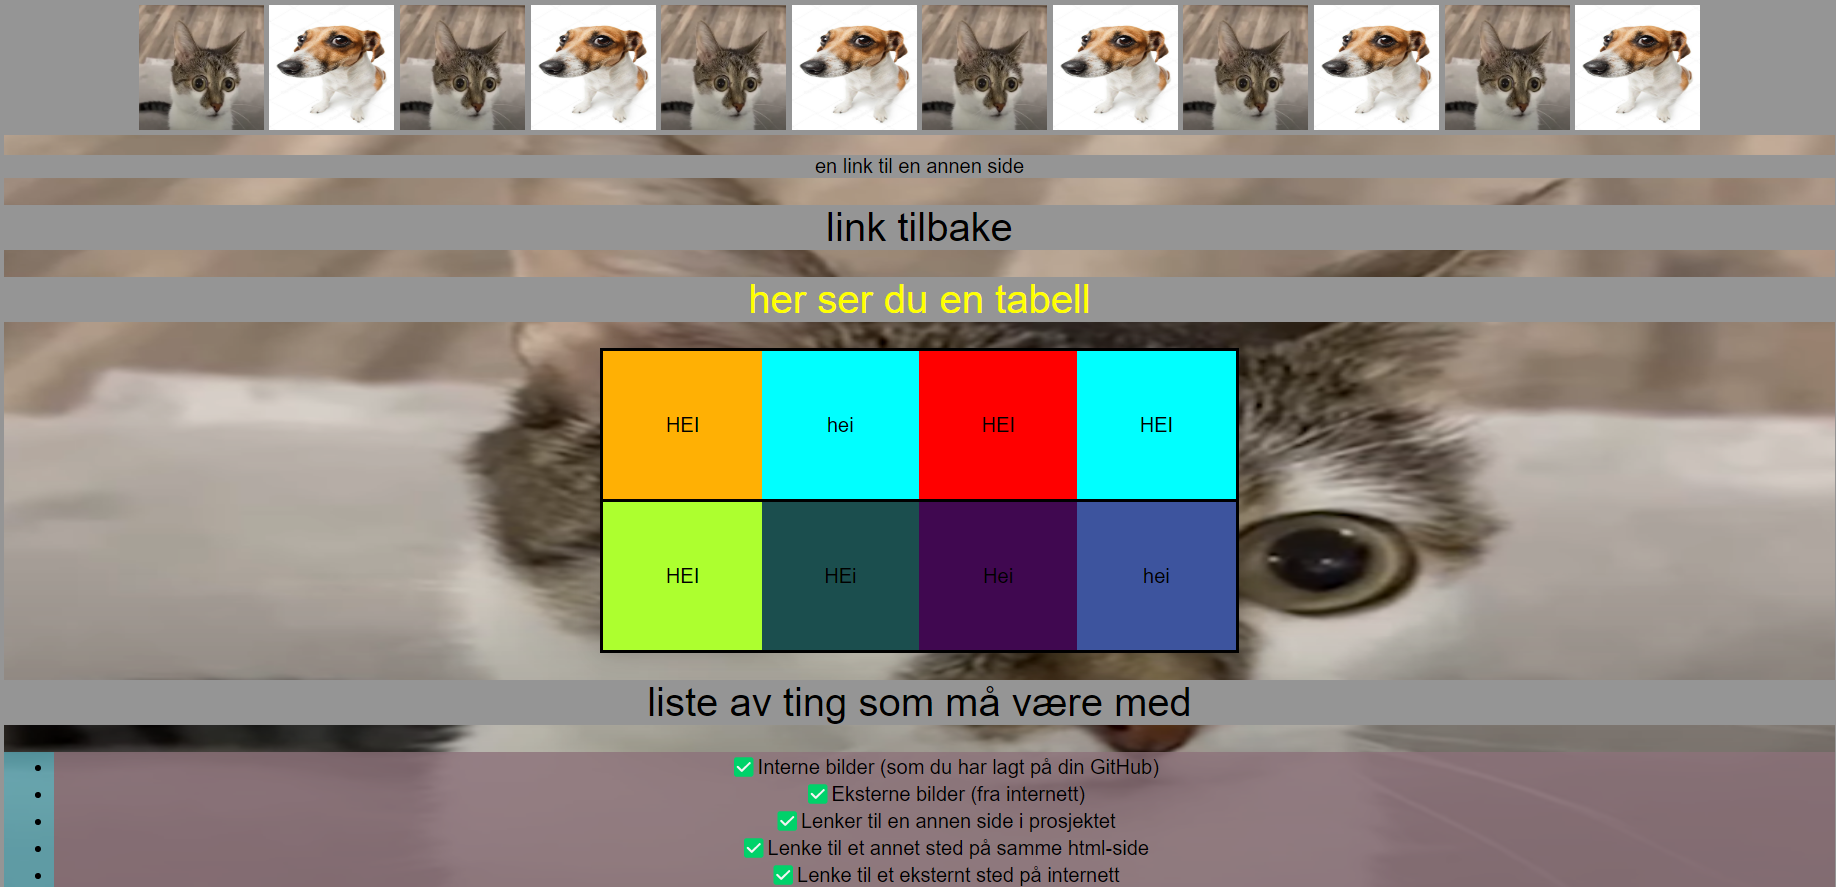 en link til en annen side
link tilbake
her ser du en tabell
HEI hei HEI HEI
HEI HEi Hei hei
liste av ting som må være med
✅ Interne bilder (som du har lagt på din GitHub)
✅ Eksterne bilder (fra internett)
✅ Lenker til en annen side i prosjektet
✅ Lenke til et annet sted på samme html-side
✅ Lenke til et eksternt sted på internett